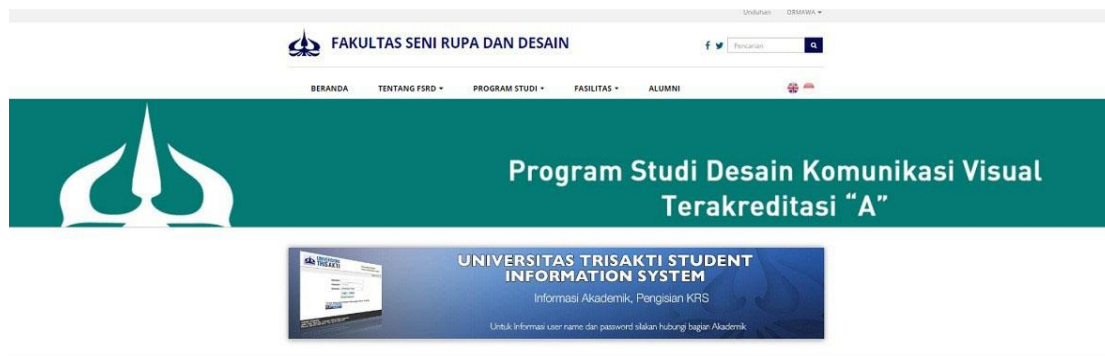 Unduhan ORMAWA
FAKULTAS SENI RUPA DAN DESAIN
Pencarian
BERANDA TENTANG FSRD PROGRAM STUDI FASILITAS ALUMNI
Program Studi Desain Komunikasi Visual
Terakreditasi “A”
UNIVERSITAS TRISAKTI
UNIVERSITAS TRISAKTI STUDENT
INFORMATION SYSTEM
Informasi Akademik, Pengisian KRS
Untuk Informasi user name dan password silakan hubungi bagian Akademik